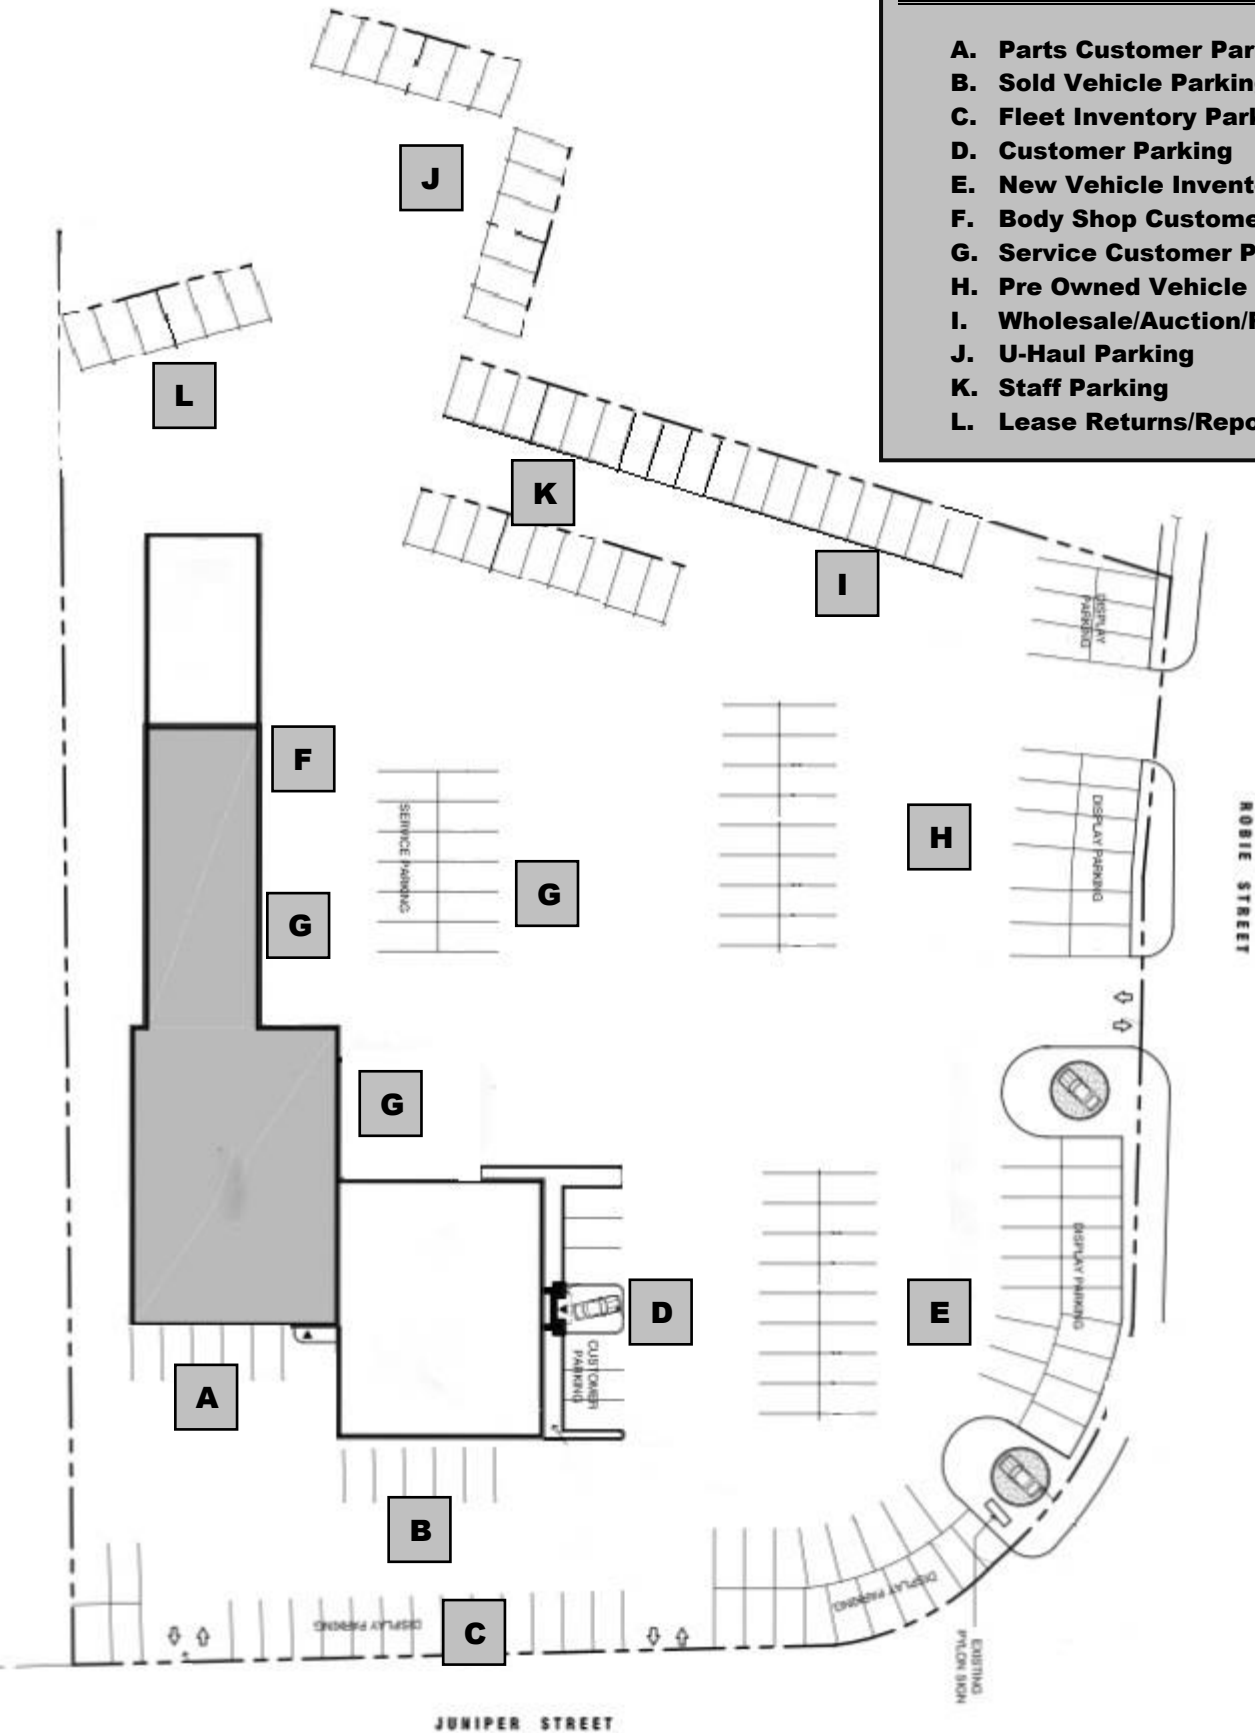 A. Parts Customer Par
B. Sold Vehicle Parkin
C. Fleet Inventory Par
D. Customer Parking
E. New Vehicle Invent
F. Body Shop Custome
G. Service Customer P
H. Pre Owned Vehicle
I. Wholesale/Auction/
J. U-Haul Parking
K. Staff Parking
L. Lease Returns/Repo
J
L
K
I
DISPLAY
PARKING
F
SERVICE PARKING
G
H
DISPLAY PARKING
ROBIE STREET
G
G
DISPLAY PARKING
D
E
CUSTOMER
PARKING
A
B
DISPLAY PARKING
C
DISPLAY PARKING
EXISTING
PYLON SIGN
JUNIPER STREET